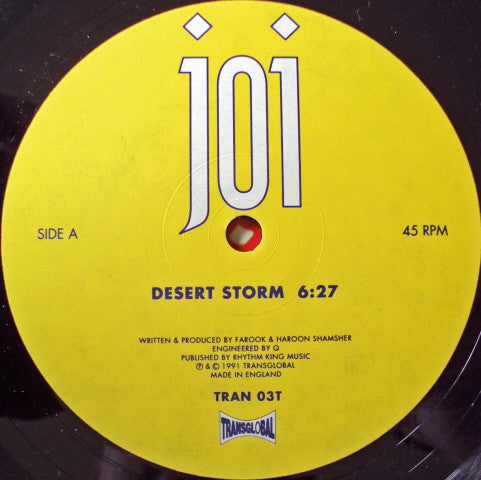 joi
SIDE A
45 RPM
DESERT STORM 6:27
WRITTEN & PRODUCED BY FAROOK & HAROON SHAMSHER
ENGINEERED BY Q
PUBLISHED BY RHYTHM KING MUSIC
℗ & © 1991 TRANSGLOBAL
MADE IN ENGLAND
TRAN 03T
TRANSGLOBAL